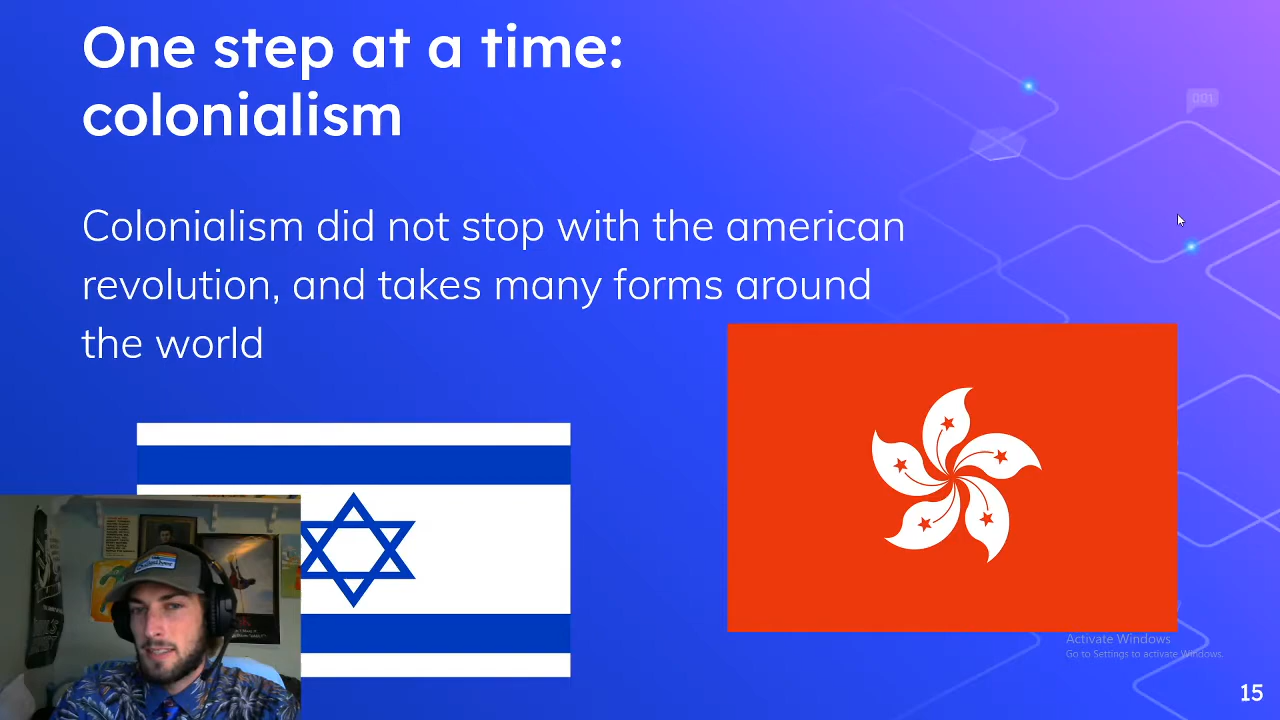 One step at a time:
colonialism
001
Colonialism did not stop with the american
revolution, and takes many forms around
the world
Activate Windows
Go to Settings to activate Windows.
15